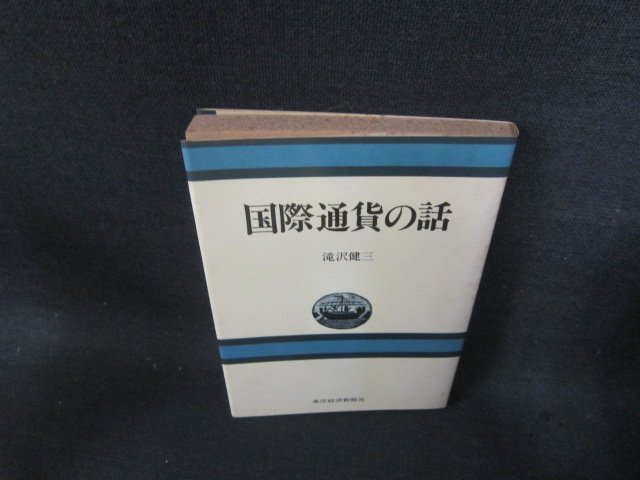 国際通貨の話
滝沢健三
東洋経済新報社